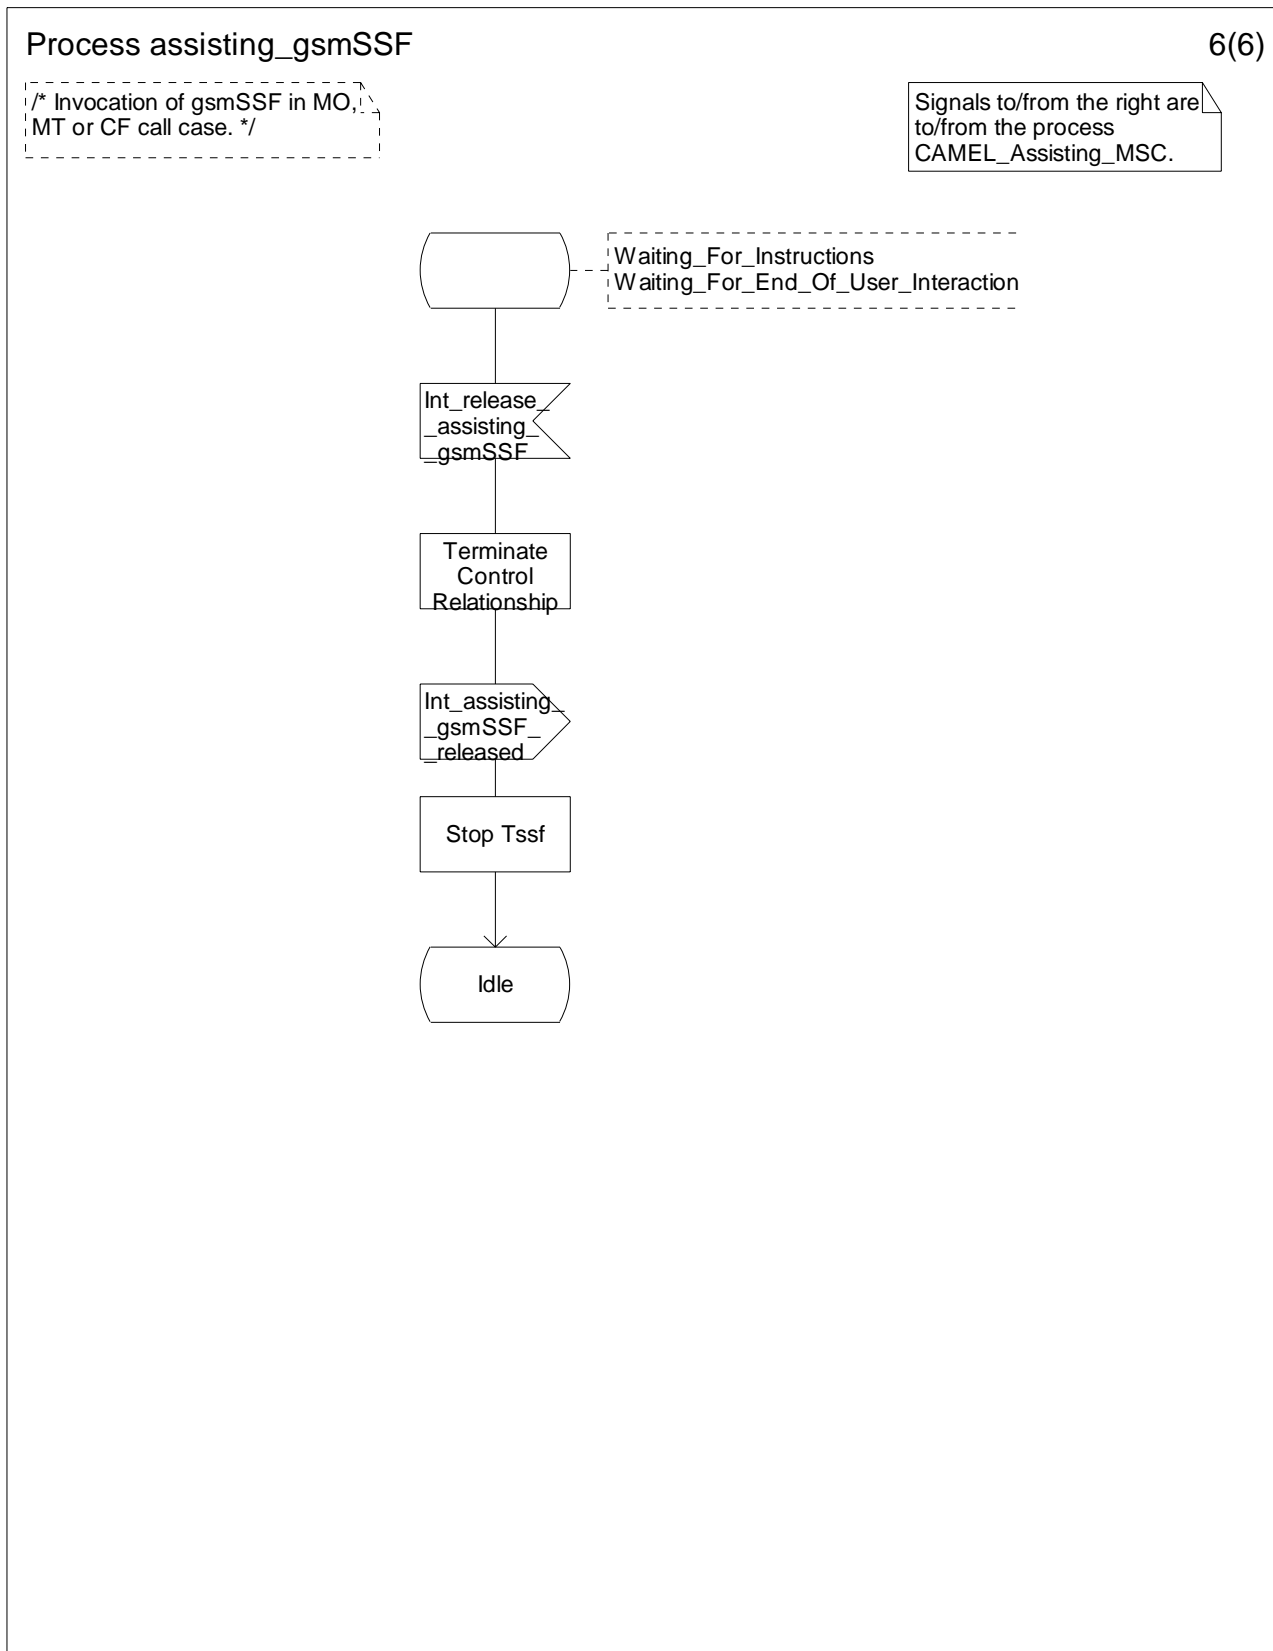 Process assisting_gsmSSF
6(6)
/* Invocation of gsmSSF in MO,
MT or CF call case. */
Signals to/from the right are
to/from the process
CAMEL_Assisting_MSC.
Waiting_For_Instructions
Waiting_For_End_Of_User_Interaction
Int_release_
_assisting_
_gsmSSF
Terminate
Control
Relationship
Int_assisting_
_gsmSSF_
_released
Stop Tssf
Idle